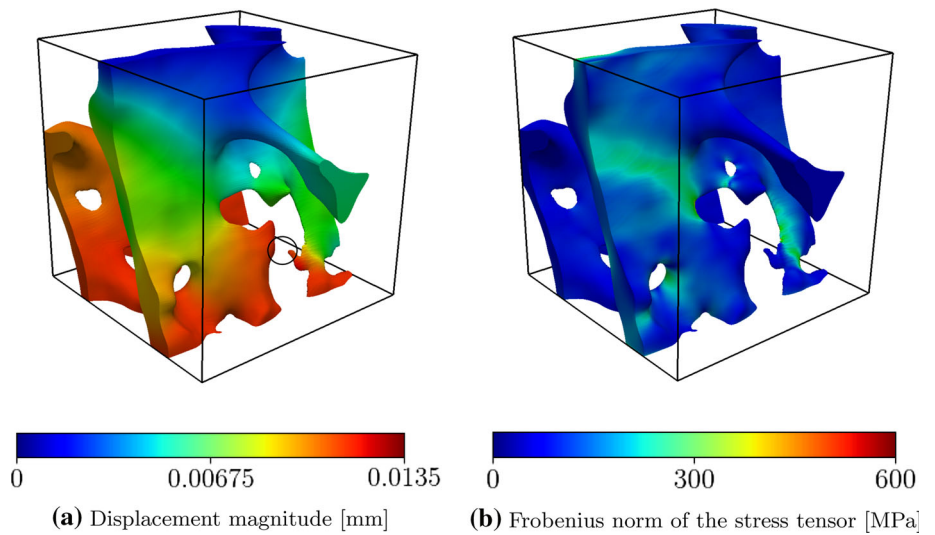 0 0.00675 0.0135
0 300 600
(a) Displacement magnitude [mm]
(b) Frobenius norm of the stress tensor [MPa]